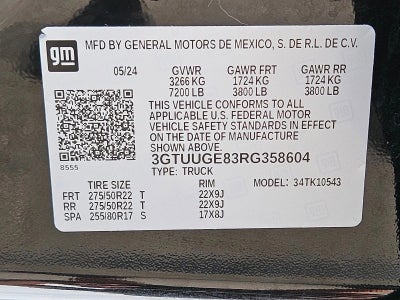 gm
MFD BY GENERAL MOTORS DE MEXICO, S. DE R.L. DE C.V.
05/24 GVWR GAWR FRT GAWR RR
3266 KG 1724 KG 1724 KG
7200 LB 3800 LB 3800 LB
THIS VEHICLE CONFORMS TO ALL
APPLICABLE U.S. FEDERAL MOTOR
VEHICLE SAFETY STANDARDS IN EFFECT
ON THE DATE OF MANUFACTURE
SHOWN ABOVE.
8555
3GTUUGE83RG358604
TYPE: TRUCK
TIRE SIZE RIM MODEL: 34TK10543
FRT 275/50R22 T 22X9J
RR 275/50R22 T 22X9J
SPA 255/80R17 S 17X8J